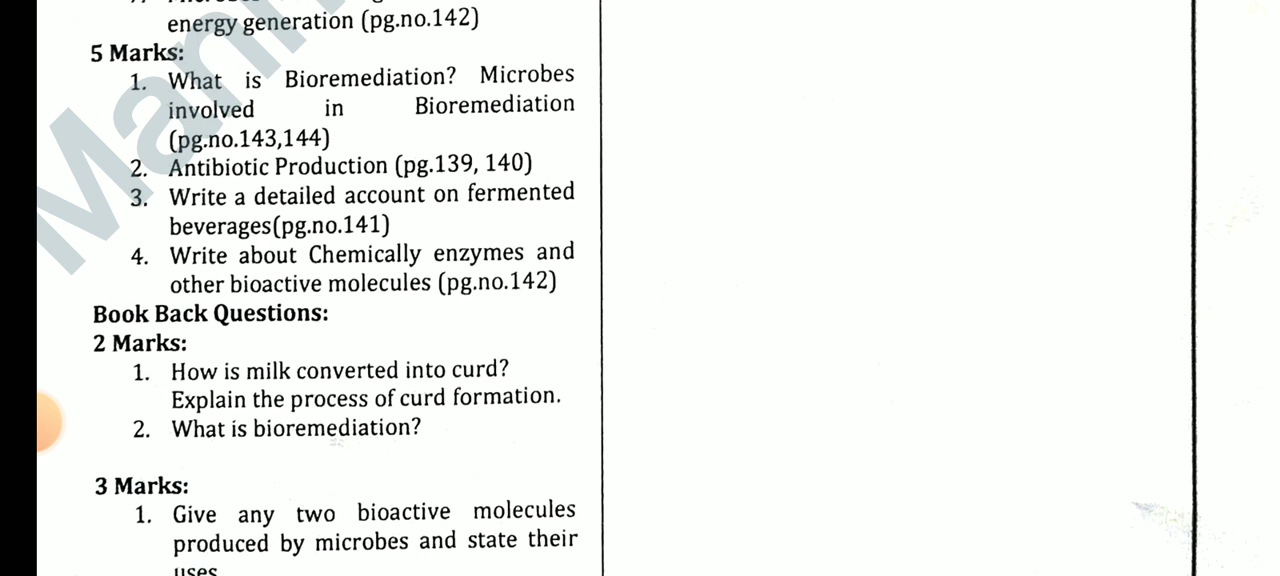 energy generation (pg.no.142)
5 Marks:
1. What is Bioremediation? Microbes
involved in Bioremediation
(pg.no.143,144)
2. Antibiotic Production (pg.139, 140)
3. Write a detailed account on fermented
beverages(pg.no.141)
4. Write about Chemically enzymes and
other bioactive molecules (pg.no.142)
Book Back Questions:
2 Marks:
1. How is milk converted into curd?
Explain the process of curd formation.
2. What is bioremediation?
3 Marks:
1. Give any two bioactive molecules
produced by microbes and state their
uses